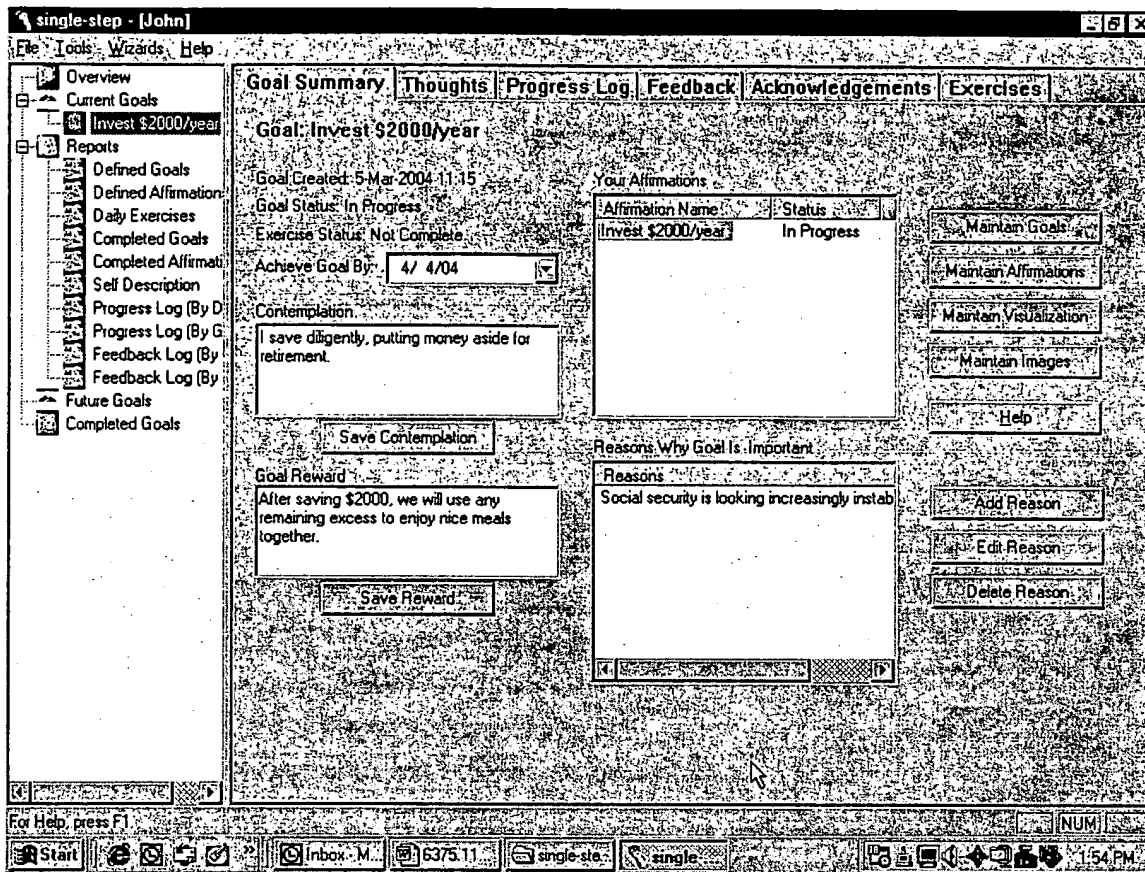 single-step - [John]
File Tools Wizards Help
Overview
Current Goals
Invest $2000/year
Reports
Defined Goals
Defined Affirmation
Daily Exercises
Completed Goals
Completed Affirmati
Self Description
Progress Log (By D
Progress Log (By G
Feedback Log (By
Feedback Log (By
Future Goals
Completed Goals
Goal Summary Thoughts Progress Log Feedback Acknowledgements Exercises
Goal: Invest $2000/year
Goal Created: 5-Mar-2004 11:15
Goal Status: In Progress
Exercise Status: Not Complete
Achieve Goal By: 4/ 4/04
Contemplation
I save diligently, putting money aside for
retirement.
Save Contemplation
Goal Reward
After saving $2000, we will use any
remaining excess to enjoy nice meals
together.
Save Reward
Your Affirmations
Affirmation Name Status
Invest $2000/year In Progress
Reasons Why Goal Is Important
Reasons
Social security is looking increasingly instab
Maintain Goals
Maintain Affirmations
Maintain Visualization
Maintain Images
Help
Add Reason
Edit Reason
Delete Reason
For Help, press F1
NUM
Start » Inbox - M... 6375.11... single-ste... single 1:54 PM